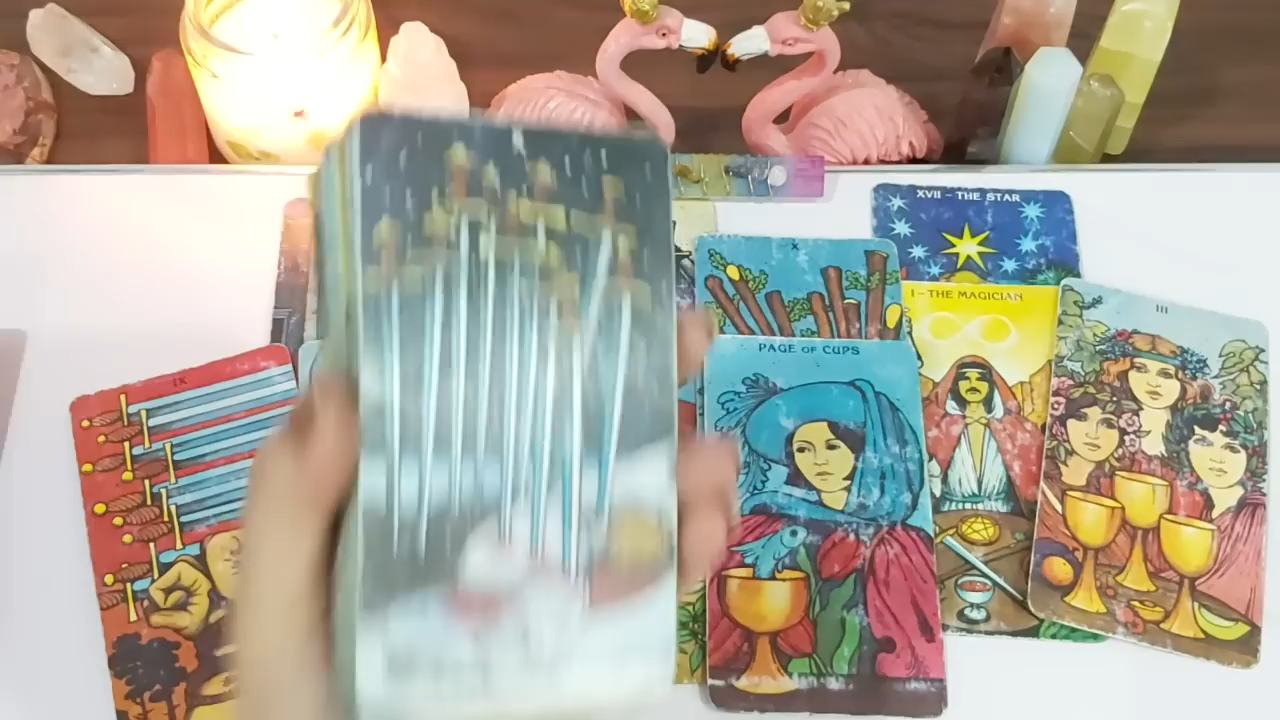 XVII – THE STAR
X
I – THE MAGICIAN
III
PAGE OF CUPS
IX